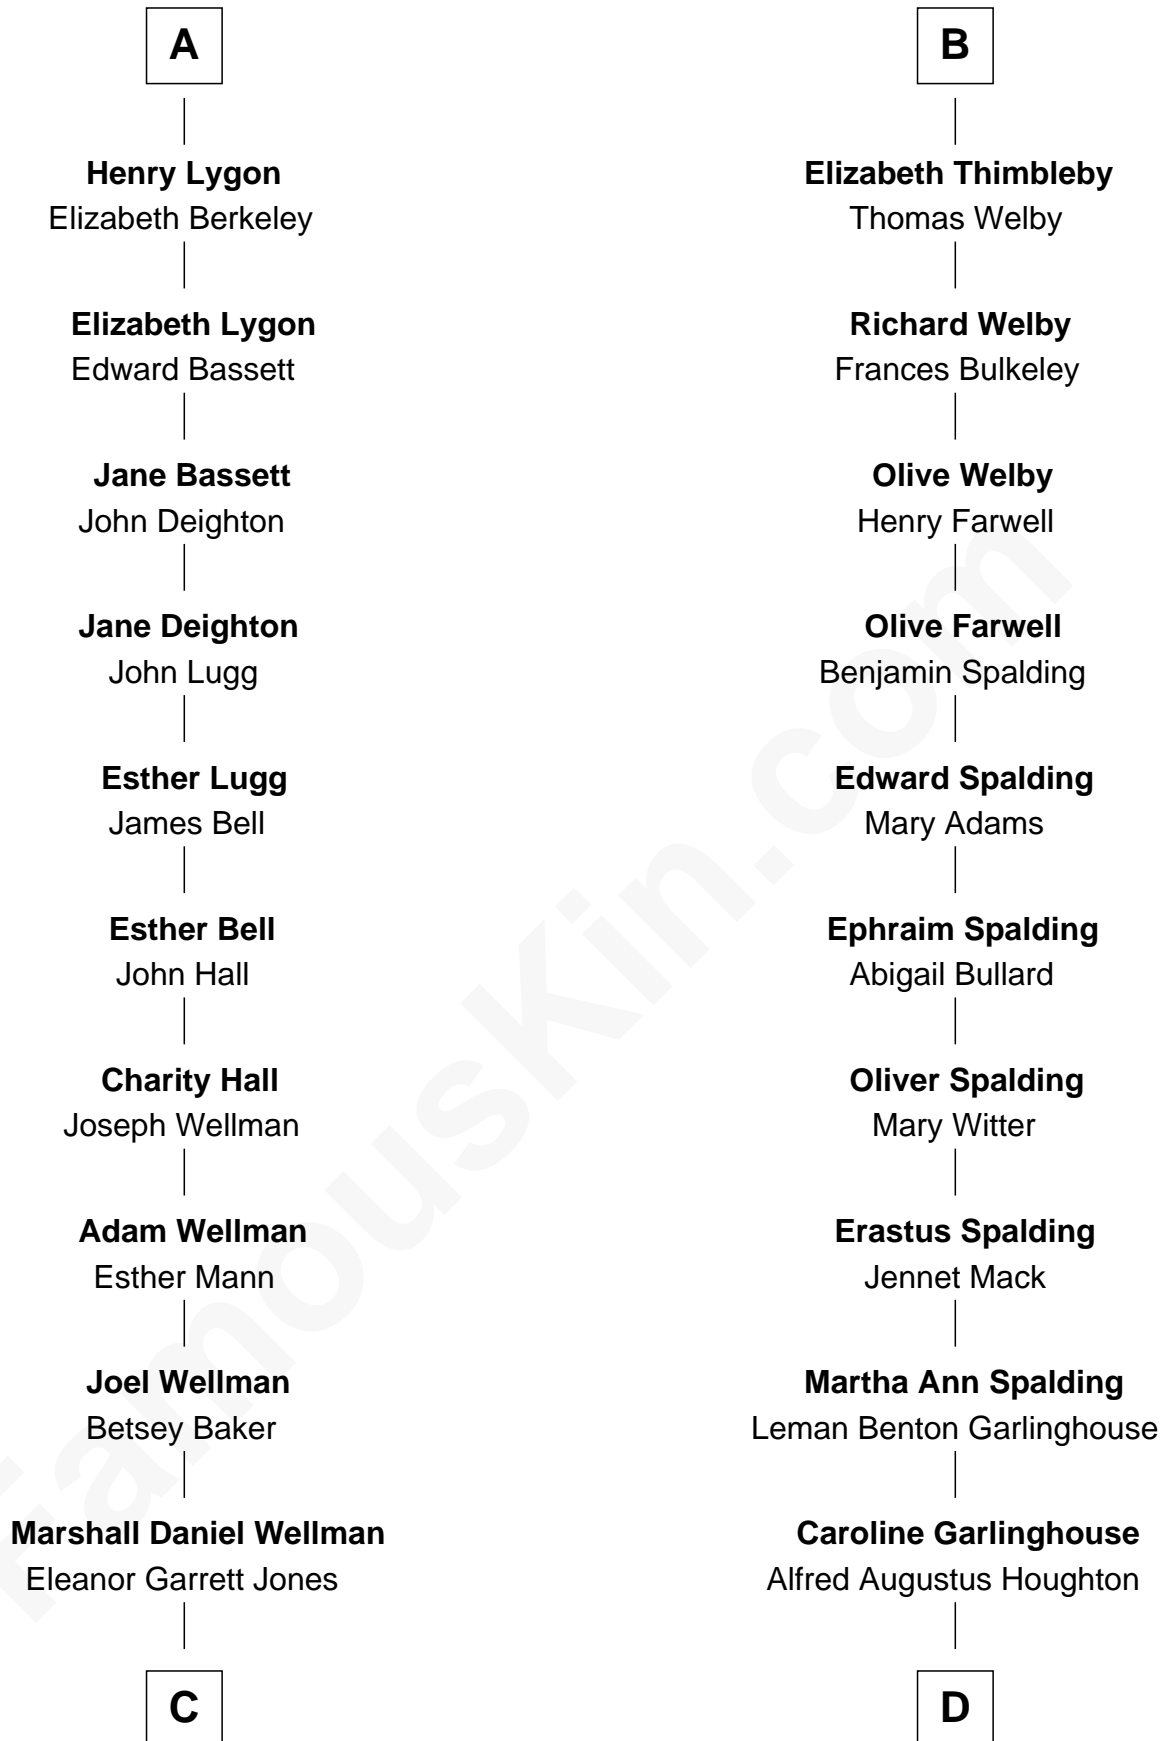 A
Henry Lygon
Elizabeth Berkeley
Elizabeth Lygon
Edward Bassett
Jane Bassett
John Deighton
Jane Deighton
John Lugg
Esther Lugg
James Bell
Esther Bell
John Hall
Charity Hall
Joseph Wellman
Adam Wellman
Esther Mann
Joel Wellman
Betsey Baker
Marshall Daniel Wellman
Eleanor Garrett Jones
C
B
Elizabeth Thimbleby
Thomas Welby
Richard Welby
Frances Bulkeley
Olive Welby
Henry Farwell
Olive Farwell
Benjamin Spalding
Edward Spalding
Mary Adams
Ephraim Spalding
Abigail Bullard
Oliver Spalding
Mary Witter
Erastus Spalding
Jennet Mack
Martha Ann Spalding
Leman Benton Garlinghouse
Caroline Garlinghouse
Alfred Augustus Houghton
D
FamousKin.com